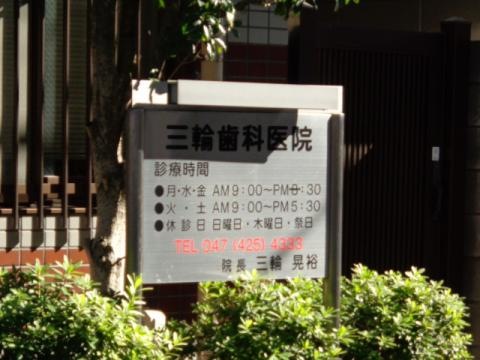 三輪歯科医院
診療時間
●月・水・金 AM9:00〜PM8:30
●火・土 AM9:00〜PM5:30
●休診日 日曜日・木曜日・祭日
TEL 047 (425) 4333
院長 三輪 晃裕